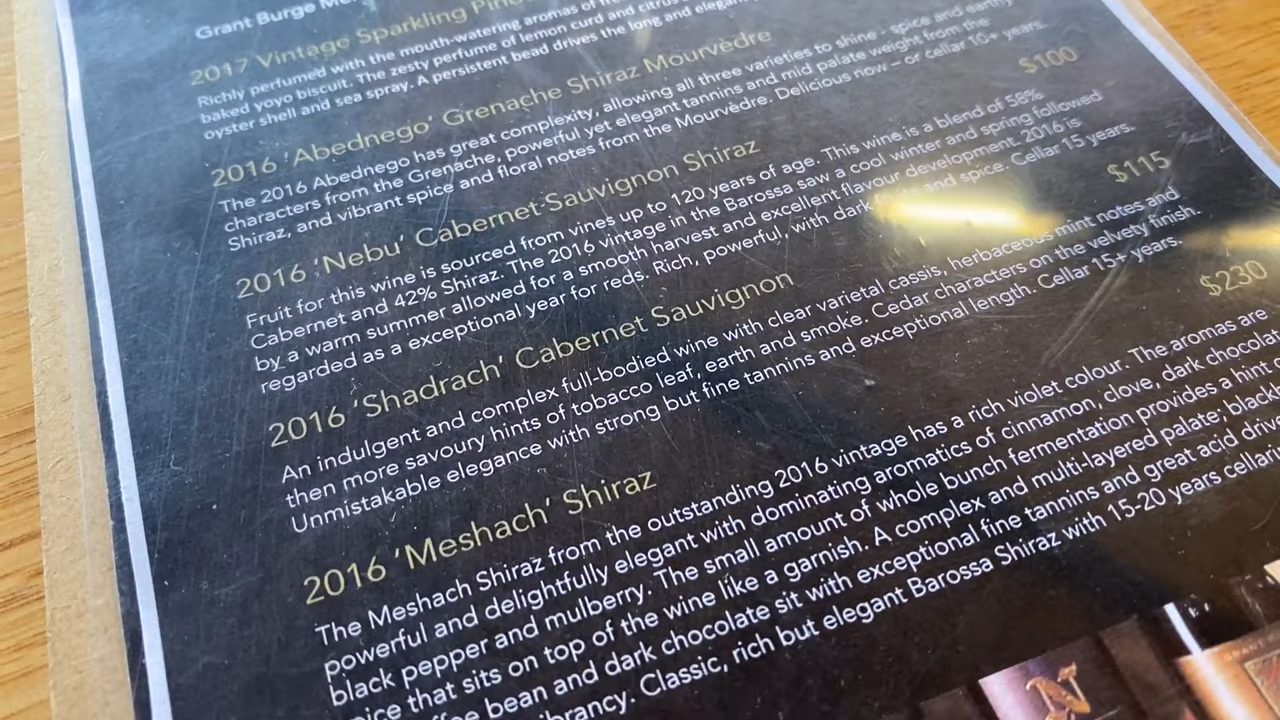 Grant Burge
2017 Vintage Sparkling
Richly perfumed with the mouth-watering aromas of
baked yoyo biscuit. The zesty perfume of lemon curd and citrus
oyster shell and sea spray. A persistent bead drives the long and elegant
2016 'Abednego' Grenache Shiraz Mourvèdre
The 2016 Abednego has great complexity, allowing all three varieties to shine - spice and earthy
characters from the Grenache, powerful yet elegant tannins and mid palate weight from the
Shiraz, and vibrant spice and floral notes from the Mourvèdre. Delicious now – or cellar 10+ years.
2016 'Nebu' Cabernet Sauvignon Shiraz $100
Fruit for this wine is sourced from vines up to 120 years of age. This wine is a blend of 58%
Cabernet and 42% Shiraz. The 2016 vintage in the Barossa saw a cool winter and spring followed
by a warm summer allowed for a smooth harvest and excellent flavour development. 2016 is
regarded as a exceptional year for reds. Rich, powerful, with dark and spice. Cellar 15 years.
2016 'Shadrach' Cabernet Sauvignon $115
An indulgent and complex full-bodied wine with clear varietal cassis, herbaceous mint notes and
then more savoury hints of tobacco leaf, earth and smoke. Cedar characters on the velvety finish.
Unmistakable elegance with strong but fine tannins and exceptional length. Cellar 15+ years.
2016 'Meshach' Shiraz $230
The Meshach Shiraz from the outstanding 2016 vintage has a rich violet colour. The aromas are
powerful and delightfully elegant with dominating aromatics of cinnamon, clove, dark
black pepper and mulberry. The small amount of whole bunch fermentation provides a hint
that sits on top of the wine like a garnish. A complex and multi-layered palate;
bean and dark chocolate sit with exceptional fine tannins and great acid
Classic, rich but elegant Barossa Shiraz with 15-20 years
N